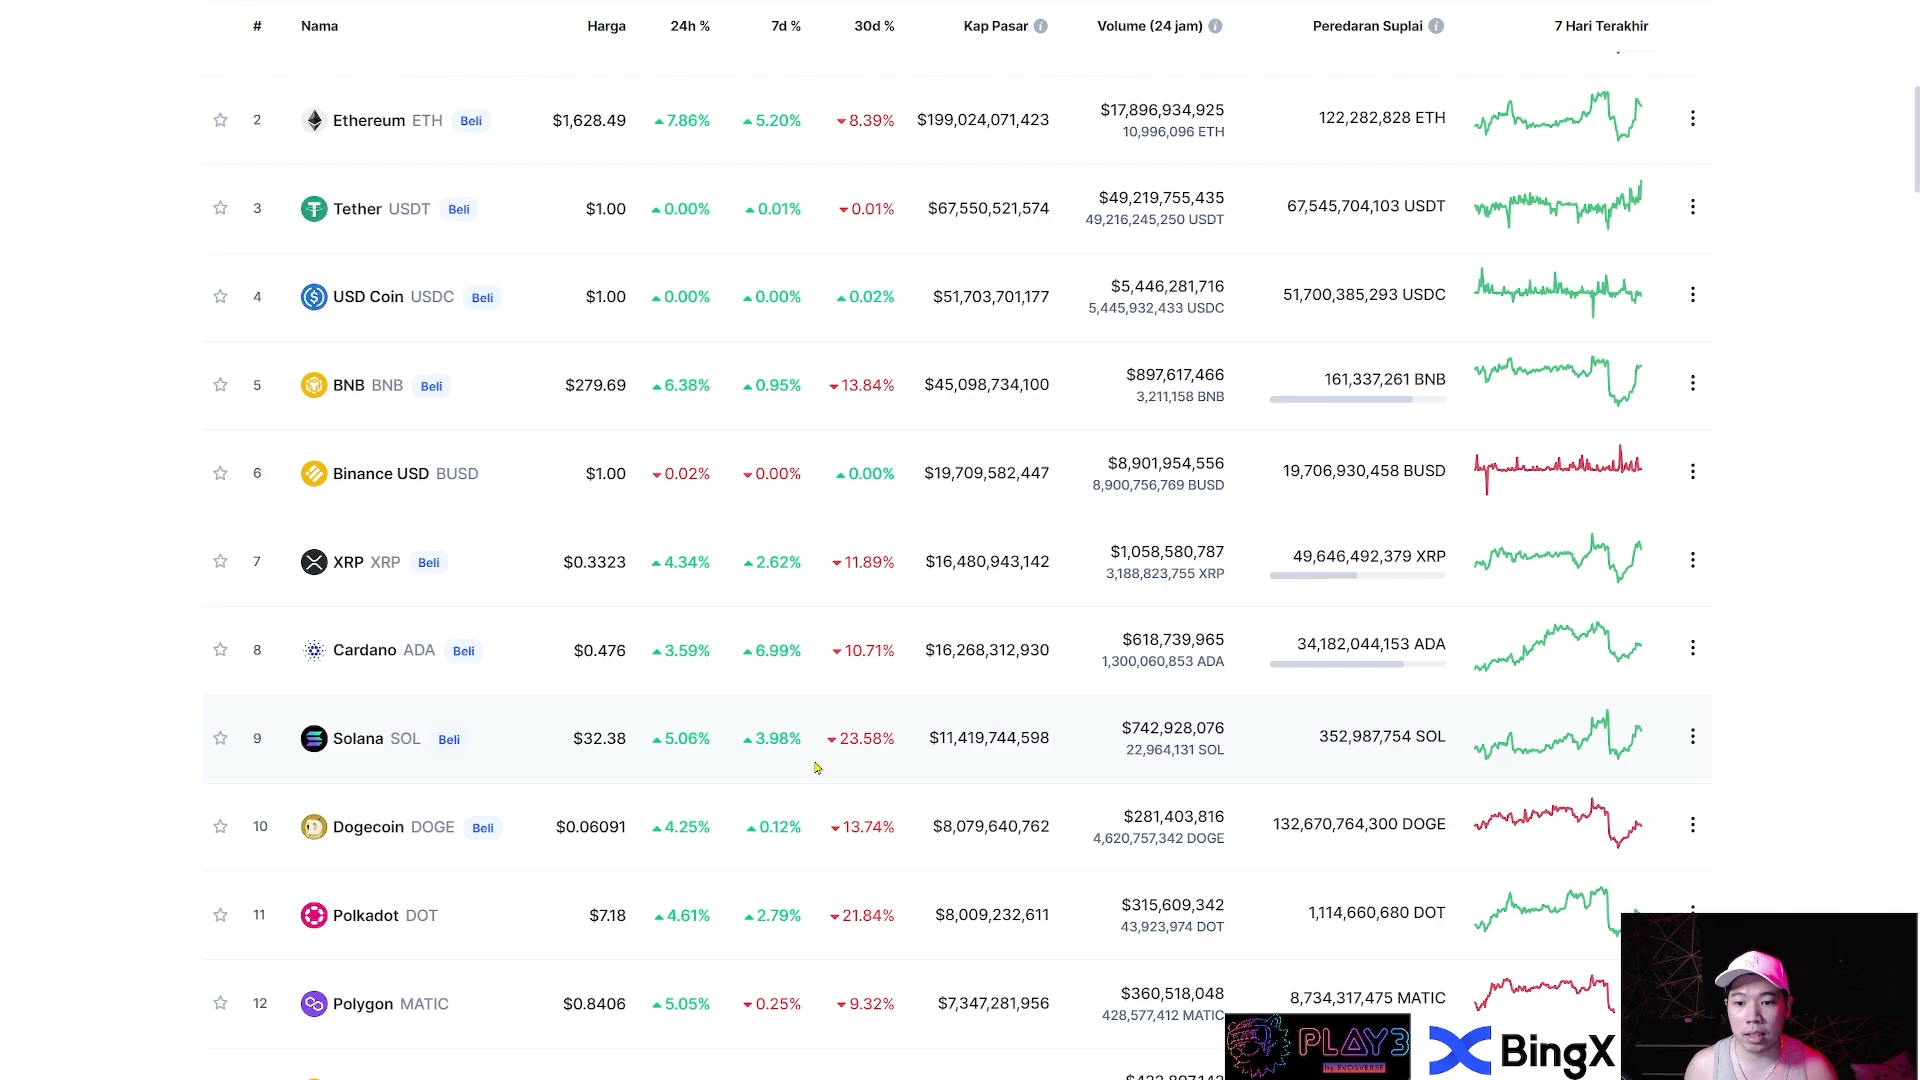 # Nama Harga 24h % 7d % 30d % Kap Pasar Volume (24 jam) Peredaran Suplai 7 Hari Terakhir
2 Ethereum ETH Beli $1,628.49 7.86% 5.20% 8.39% $199,024,071,423 $17,896,934,925 122,282,828 ETH
10,996,096 ETH
3 Tether USDT Beli $1.00 0.00% 0.01% 0.01% $67,550,521,574 $49,219,755,435 67,545,704,103 USDT
49,216,245,250 USDT
4 USD Coin USDC Beli $1.00 0.00% 0.00% 0.02% $51,703,701,177 $5,446,281,716 51,700,385,293 USDC
5,445,932,433 USDC
5 BNB BNB Beli $279.69 6.38% 0.95% 13.84% $45,098,734,100 $897,617,466 161,337,261 BNB
3,211,158 BNB
6 Binance USD BUSD $1.00 0.02% 0.00% 0.00% $19,709,582,447 $8,901,954,556 19,706,930,458 BUSD
8,900,756,769 BUSD
7 XRP XRP Beli $0.3323 4.34% 2.62% 11.89% $16,480,943,142 $1,058,580,787 49,646,492,379 XRP
3,188,823,755 XRP
8 Cardano ADA Beli $0.476 3.59% 6.99% 10.71% $16,268,312,930 $618,739,965 34,182,044,153 ADA
1,300,060,853 ADA
9 Solana SOL Beli $32.38 5.06% 3.98% 23.58% $11,419,744,598 $742,928,076 352,987,754 SOL
22,964,131 SOL
10 Dogecoin DOGE Beli $0.06091 4.25% 0.12% 13.74% $8,079,640,762 $281,403,816 132,670,764,300 DOGE
4,620,757,342 DOGE
11 Polkadot DOT $7.18 4.61% 2.79% 21.84% $8,009,232,611 $315,609,342 1,114,660,680 DOT
43,923,974 DOT
12 Polygon MATIC $0.8406 5.05% 0.25% 9.32% $7,347,281,956 $360,518,048 8,734,317,475 MATIC
428,577,412 MATIC
PLAY3
by EVOSVERSE
BingX